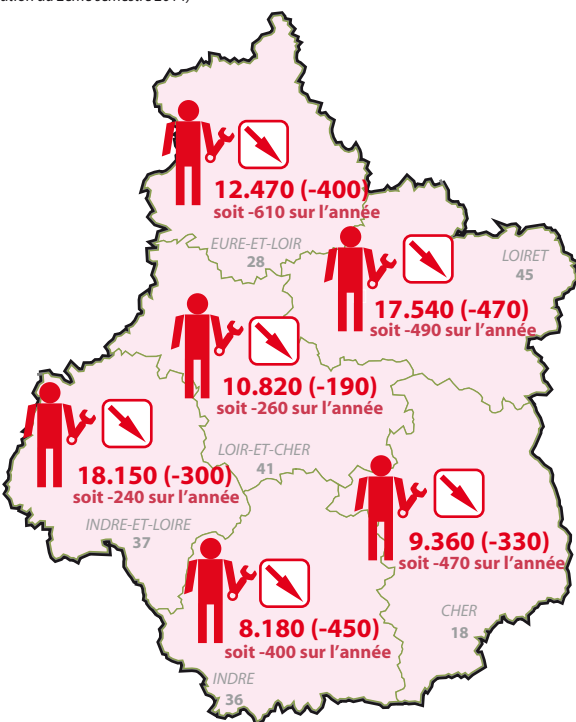 12.470 (-400)
soit -610 sur l'année
EURE-ET-LOIR
28
LOIRET
45
17.540 (-470)
soit -490 sur l'année
10.820 (-190)
soit -260 sur l'année
LOIR-ET-CHER
41
18.150 (-300)
soit -240 sur l'année
INDRE-ET-LOIRE
37
9.360 (-330)
soit -470 sur l'année
CHER
18
8.180 (-450)
soit -400 sur l'année
INDRE
36